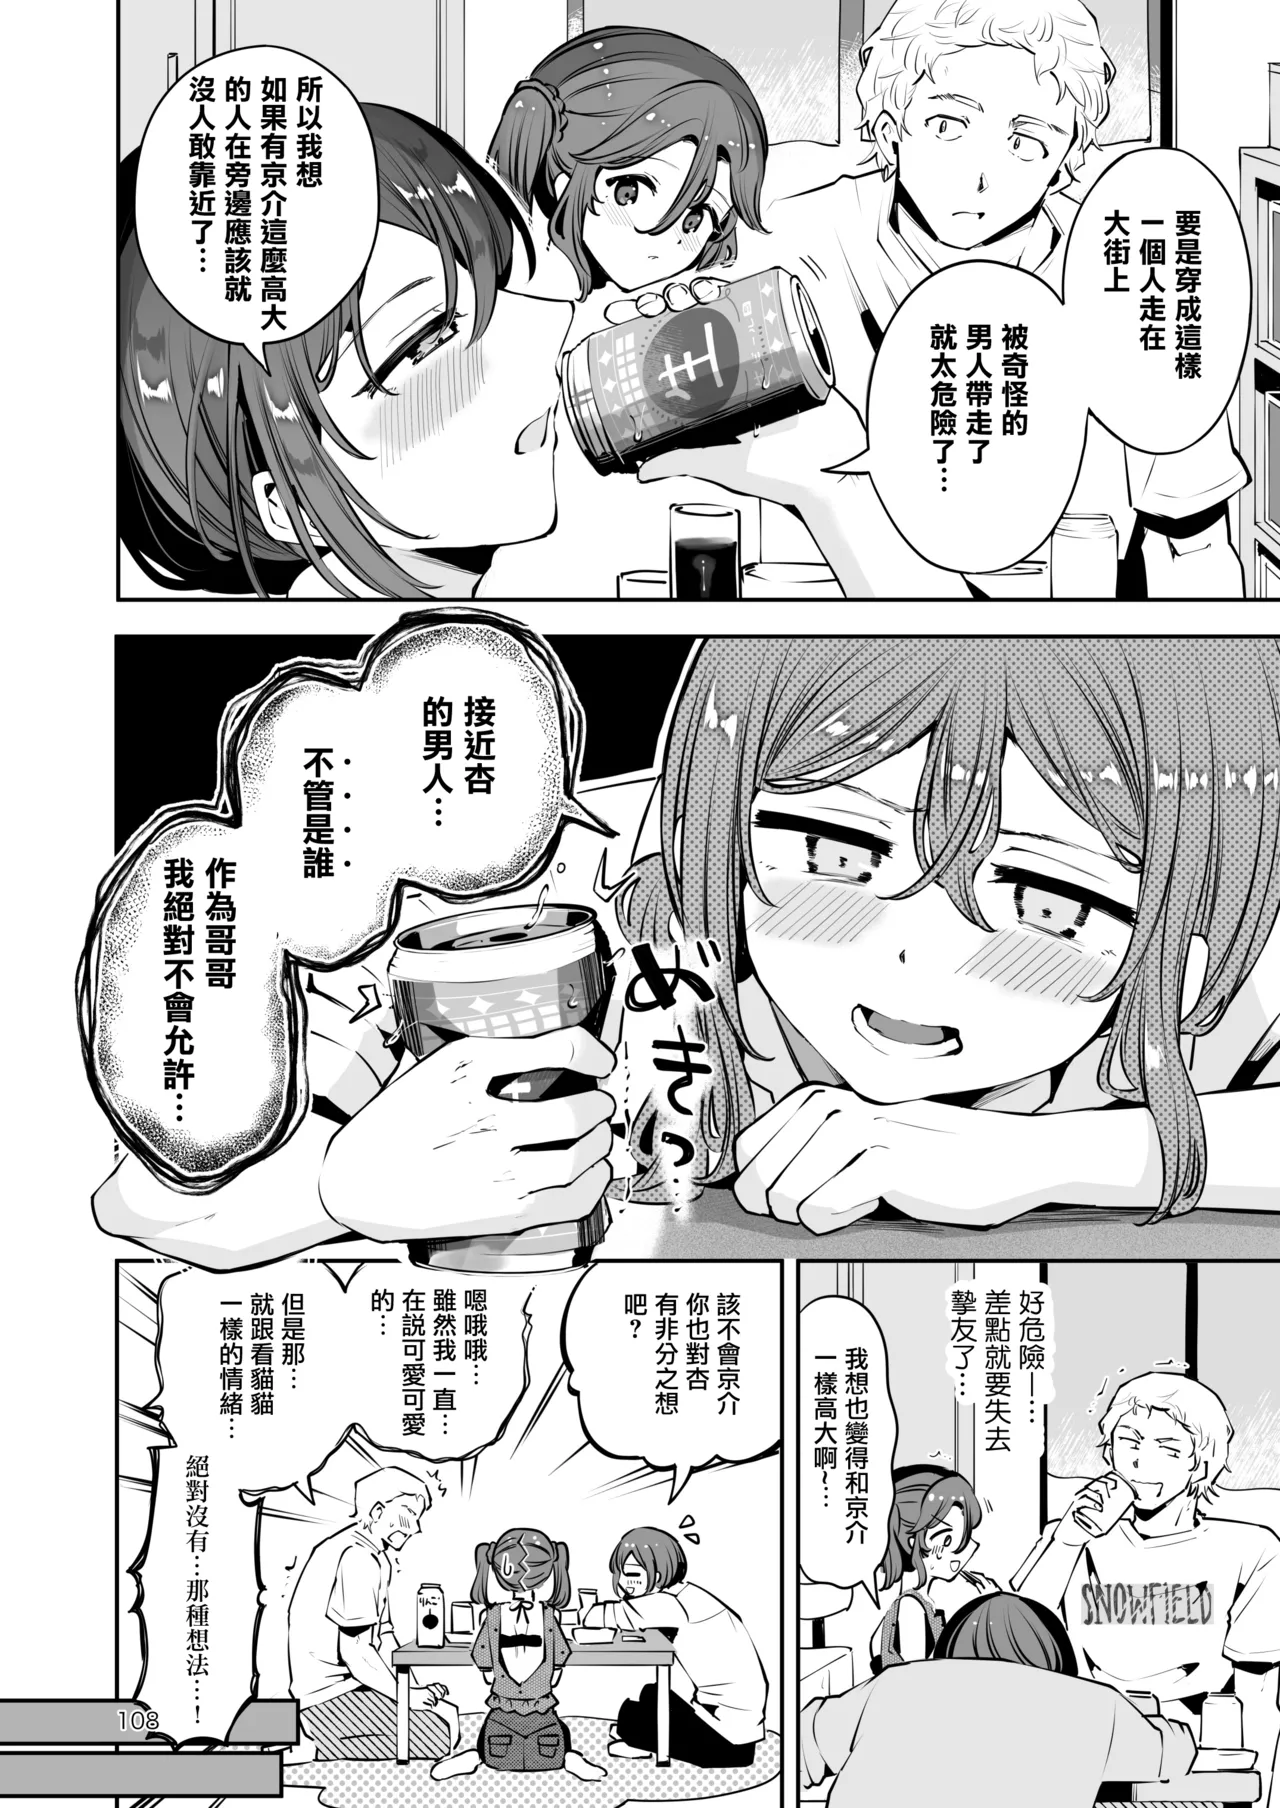 要是穿成這樣
一個人走在
大街上
被奇怪的
男人帶走了
就太危險了…
所以我想
如果有京介這麼高大
的人在旁邊應該就
沒人敢靠近了…
接近杏
的男人…
不管是誰
作為哥哥
我絕對不會允許…
めきっ…
好危險—…
差點就要失去
摯友了…
我想也變得和京介
一樣高大啊~…
SNOWFIELD
該不會京介
你也對杏
有非分之想
吧?
嗯哦哦…
雖然我一直…
在説可愛可愛
的…
但是那…
就跟看貓貓
一樣的情緒…
絕對沒有…那種想法…!
りんご
108